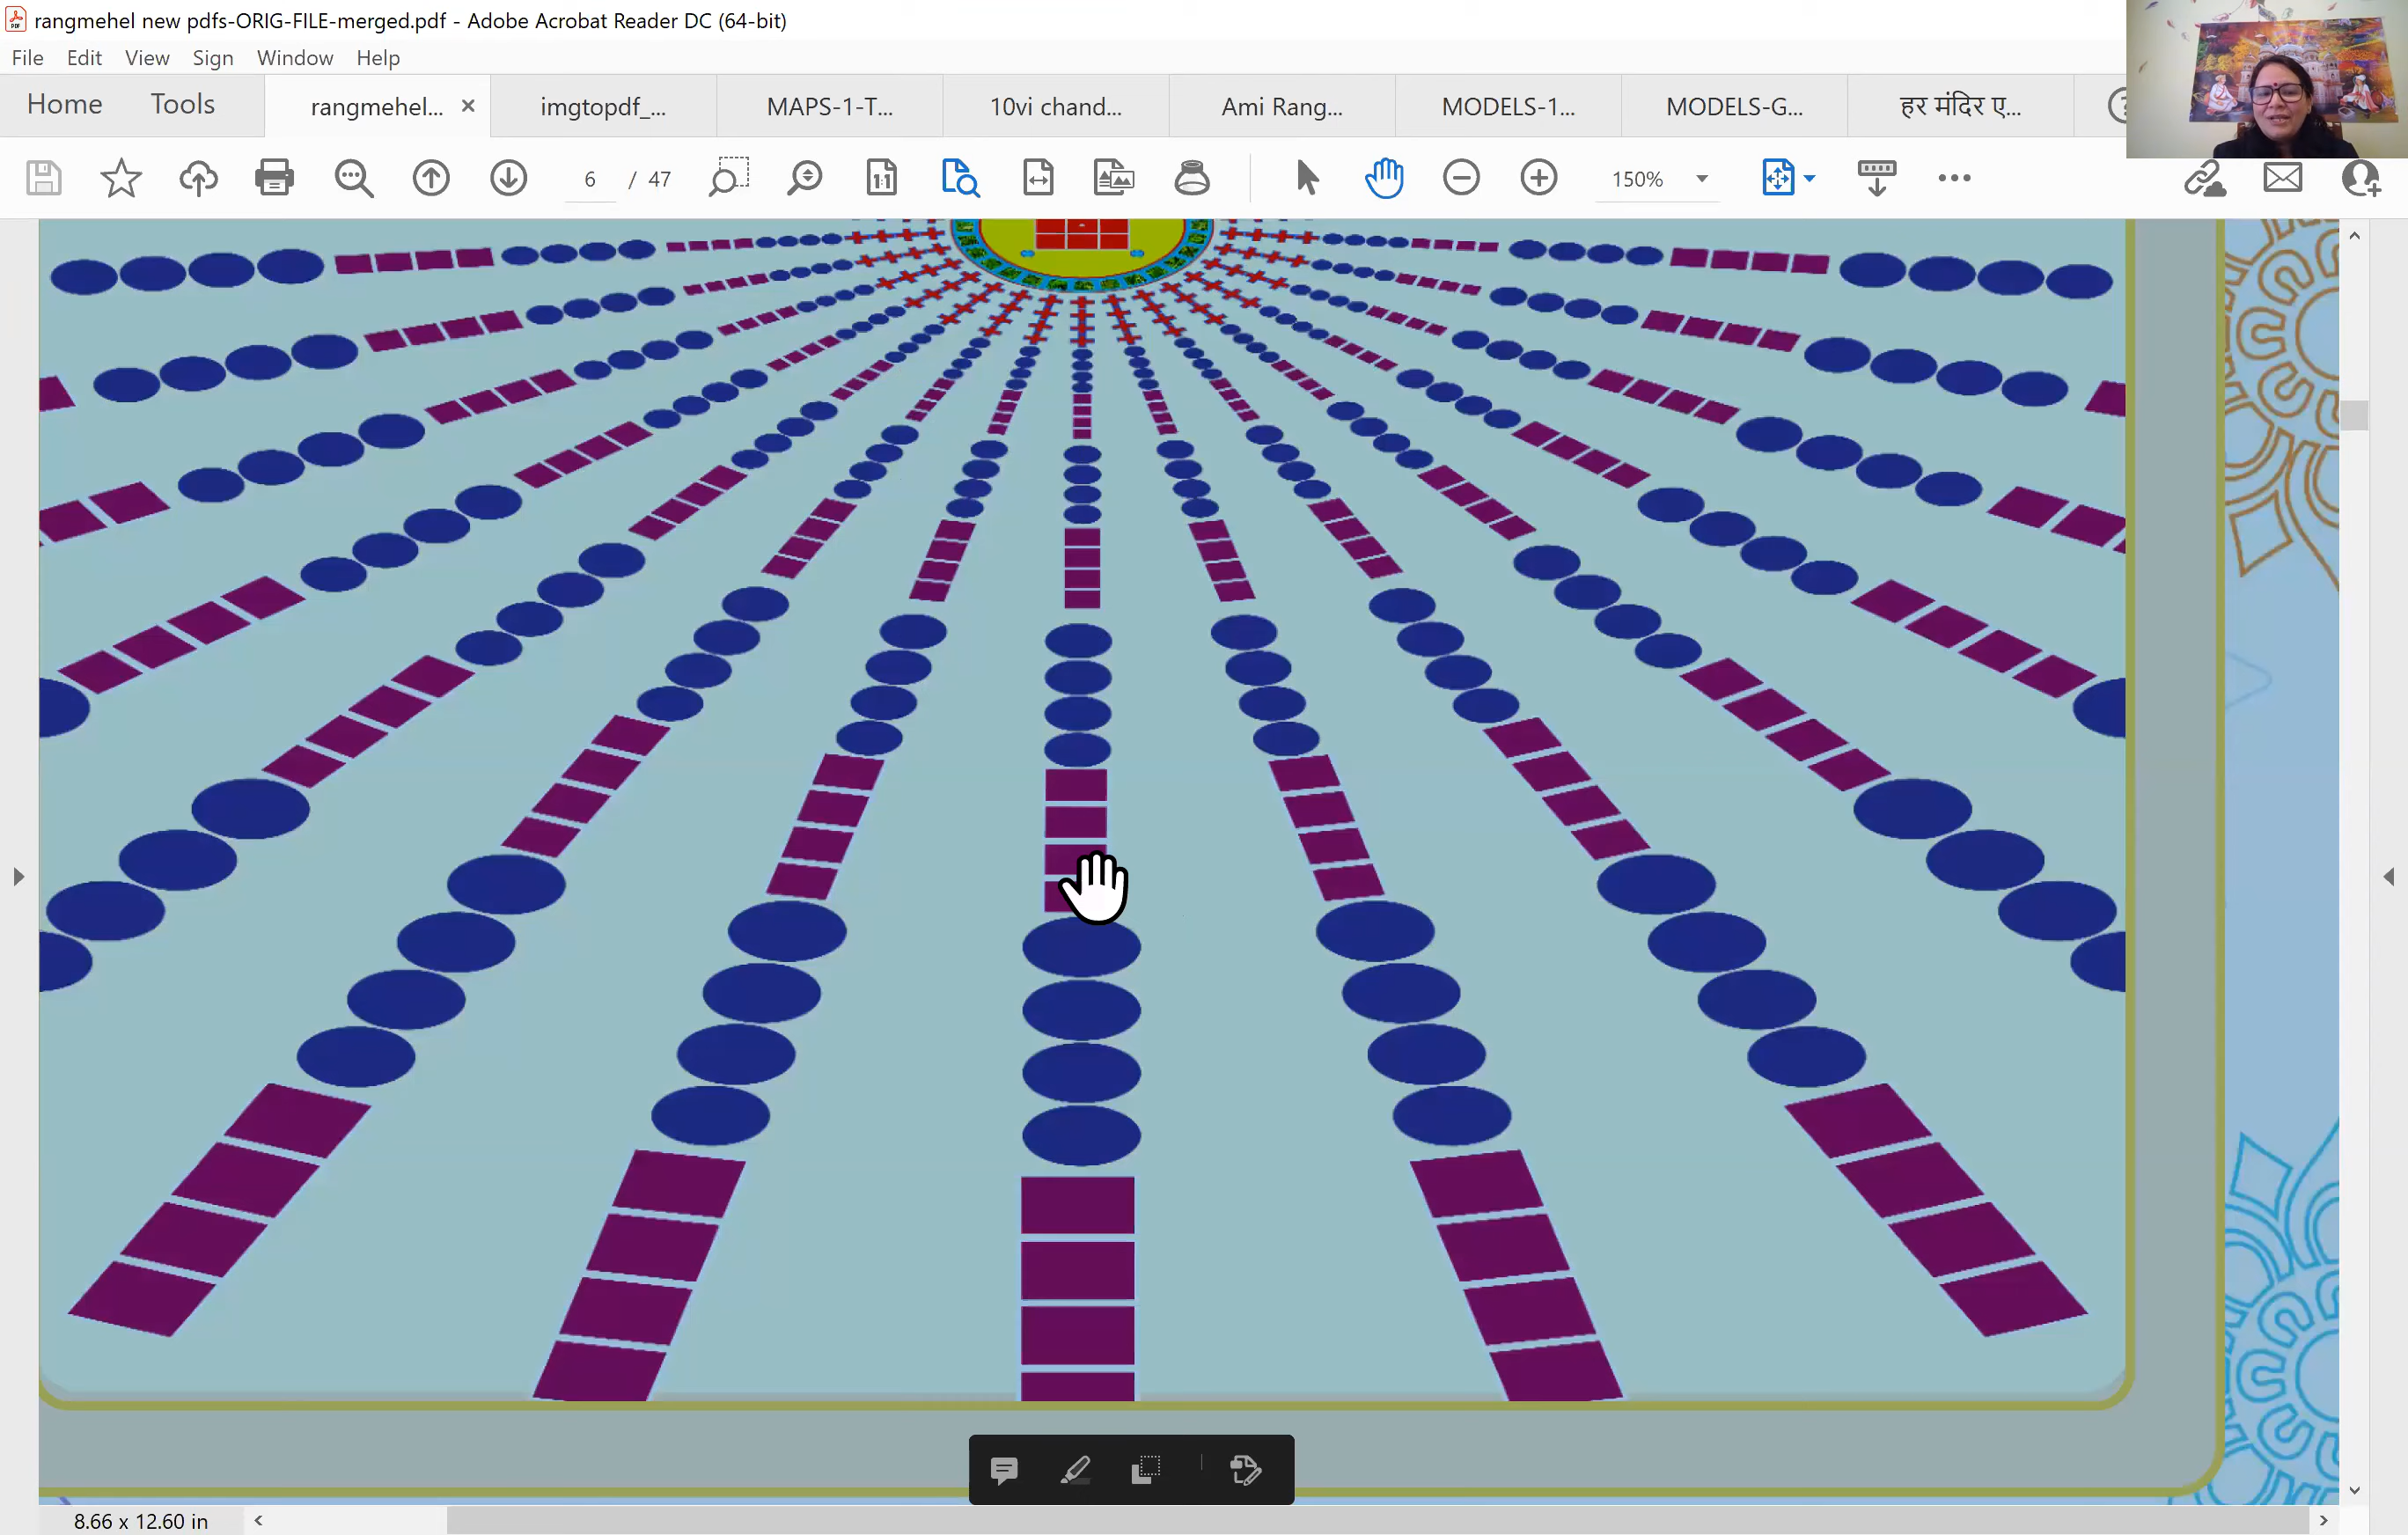 rangmehel new pdfs-ORIG-FILE-merged.pdf - Adobe Acrobat Reader DC (64-bit)
File Edit View Sign Window Help
Home Tools rangmehel... imgtopdf_... MAPS-1-T... 10vi chand... Ami Rang... MODELS-1... MODELS-G... हर मंदिर ए...
6 / 47 1:1 150%
8.66 x 12.60 in